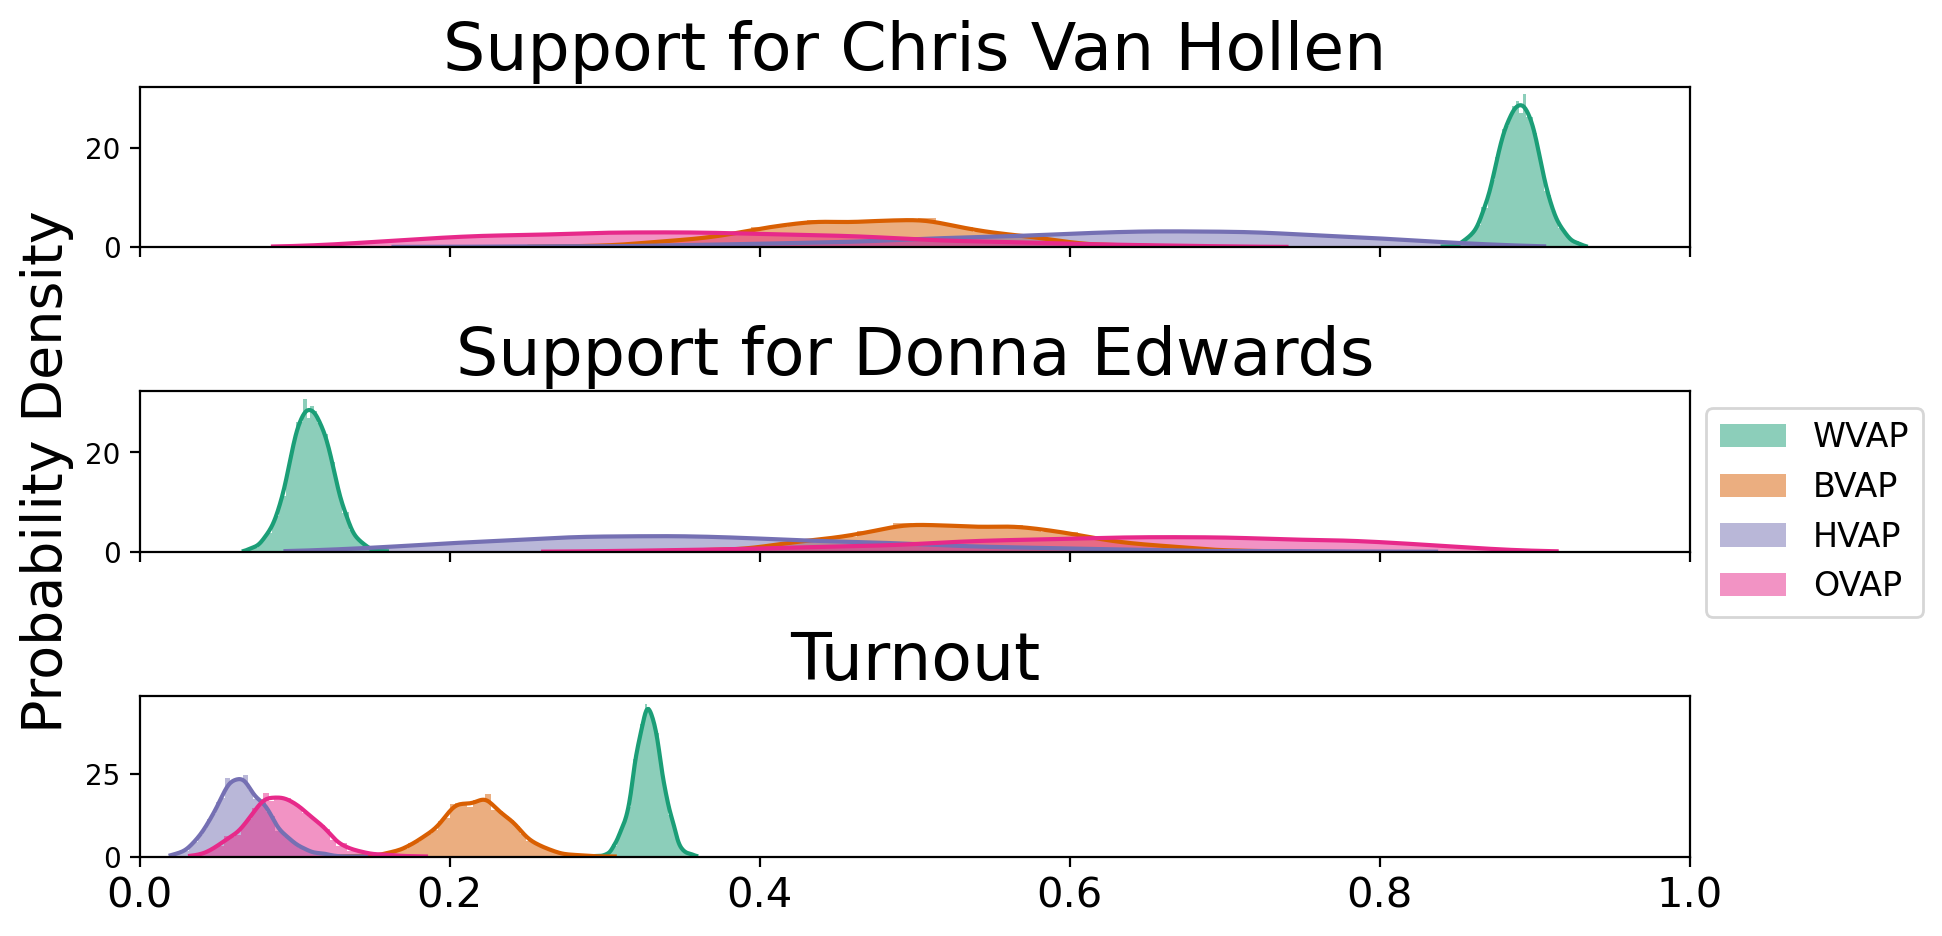 Support for Chris Van Hollen
20
0
Support for Donna Edwards
20
0
Turnout
25
0
0.0 0.2 0.4 0.6 0.8 1.0
Probability Density
WVAP
BVAP
HVAP
OVAP